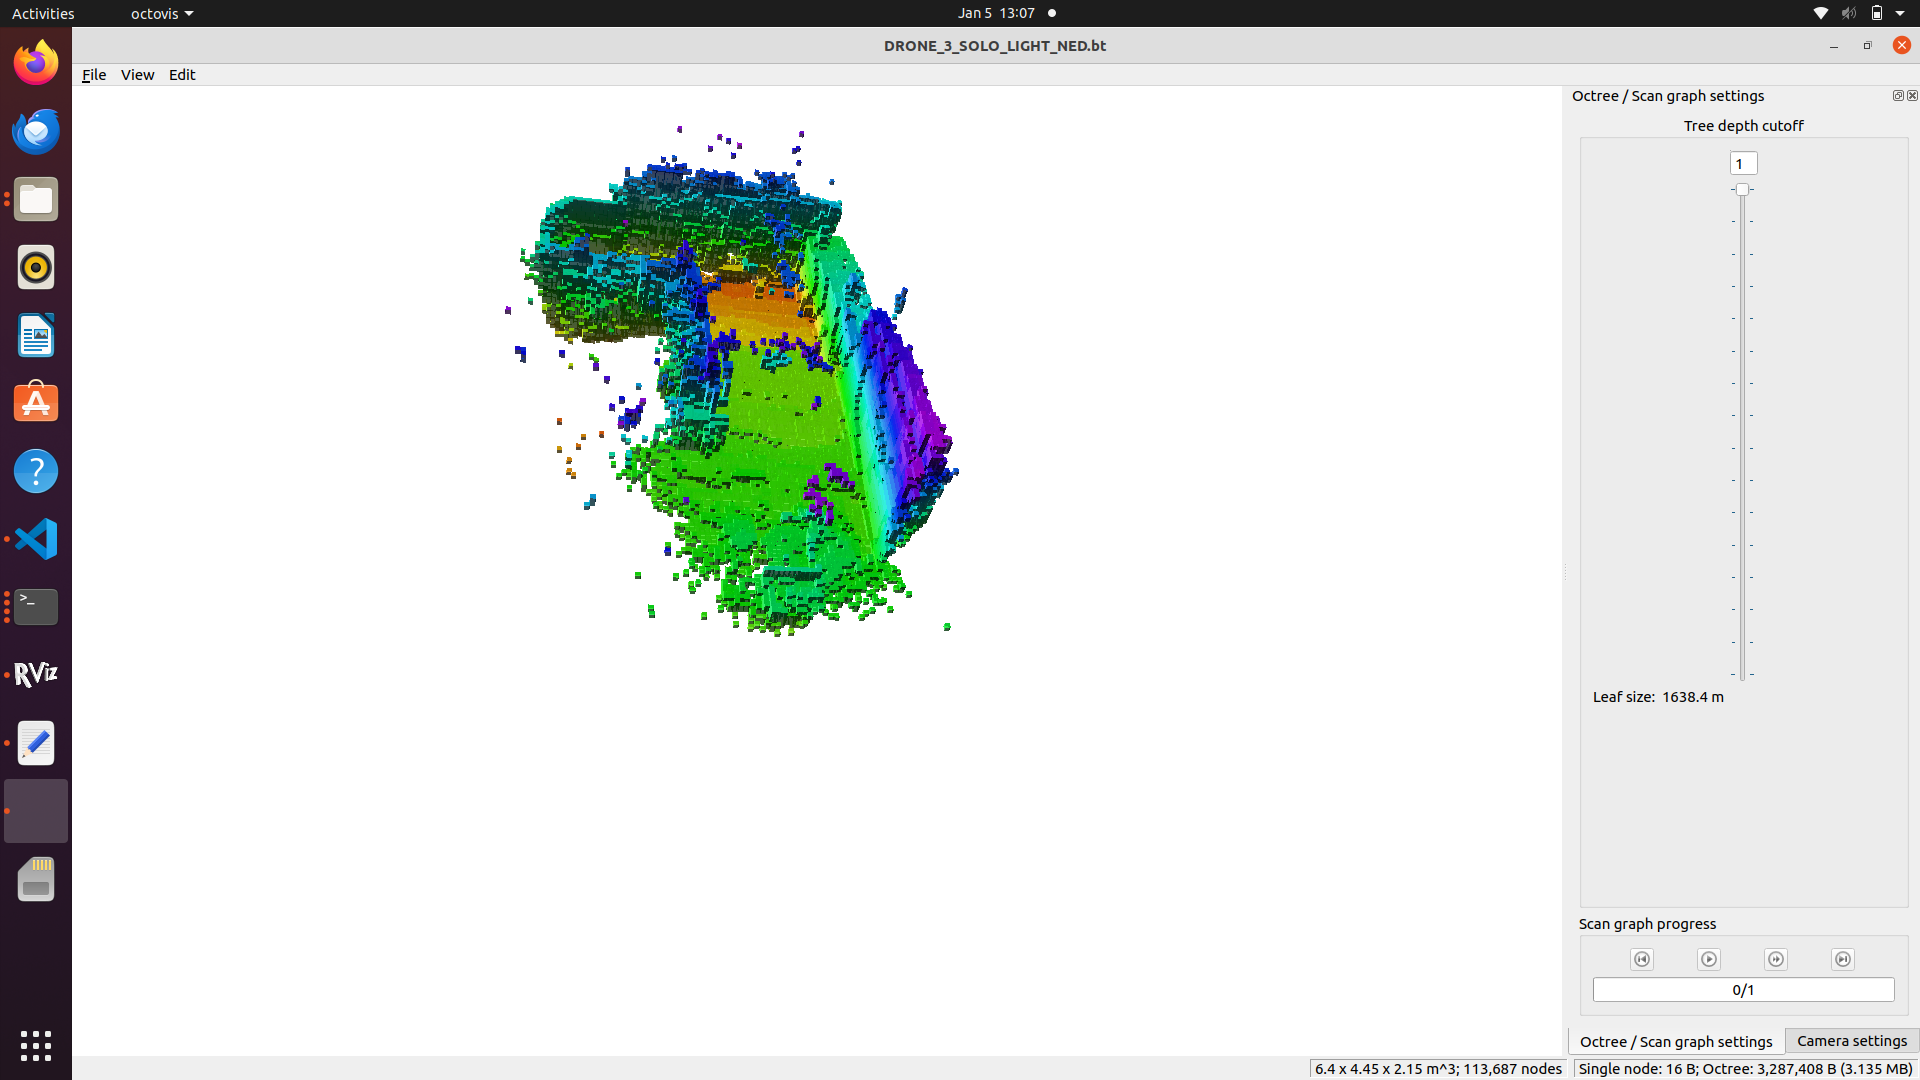 Activities
octovis
Jan 5 13:07
DRONE_3_SOLO_LIGHT_NED.bt
File View Edit
Octree / Scan graph settings
Tree depth cutoff
1
Leaf size: 1638.4 m
RViz
Scan graph progress
0/1
Octree / Scan graph settings
Camera settings
6.4 x 4.45 x 2.15 m^3; 113,687 nodes
Single node: 16 B; Octree: 3,287,408 B (3.135 MB)